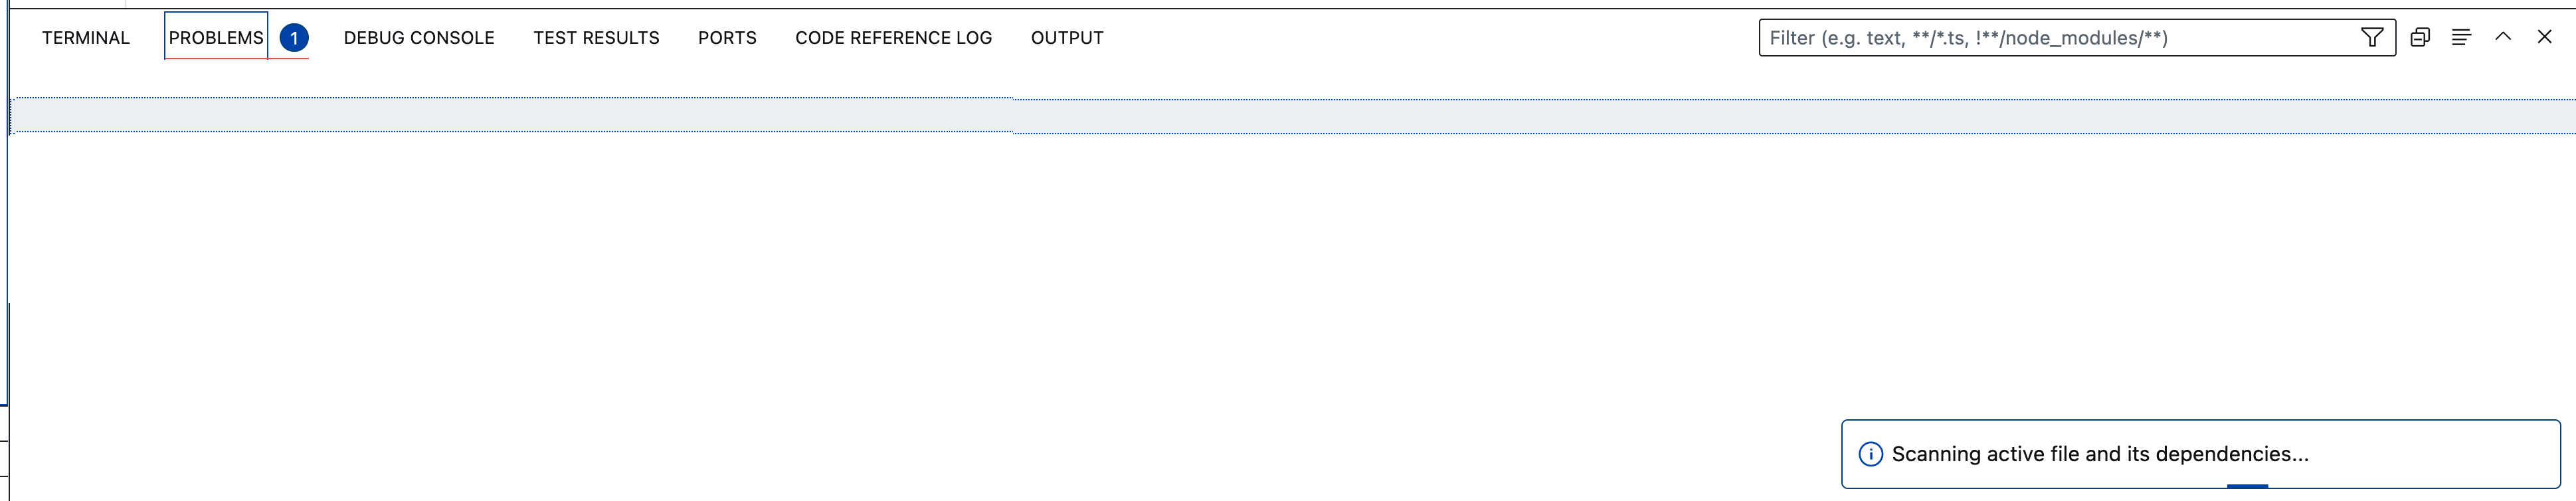 TERMINAL PROBLEMS 1 DEBUG CONSOLE TEST RESULTS PORTS CODE REFERENCE LOG OUTPUT Filter (e.g. text, **/*.ts, !**/node_modules/**)
Scanning active file and its dependencies...